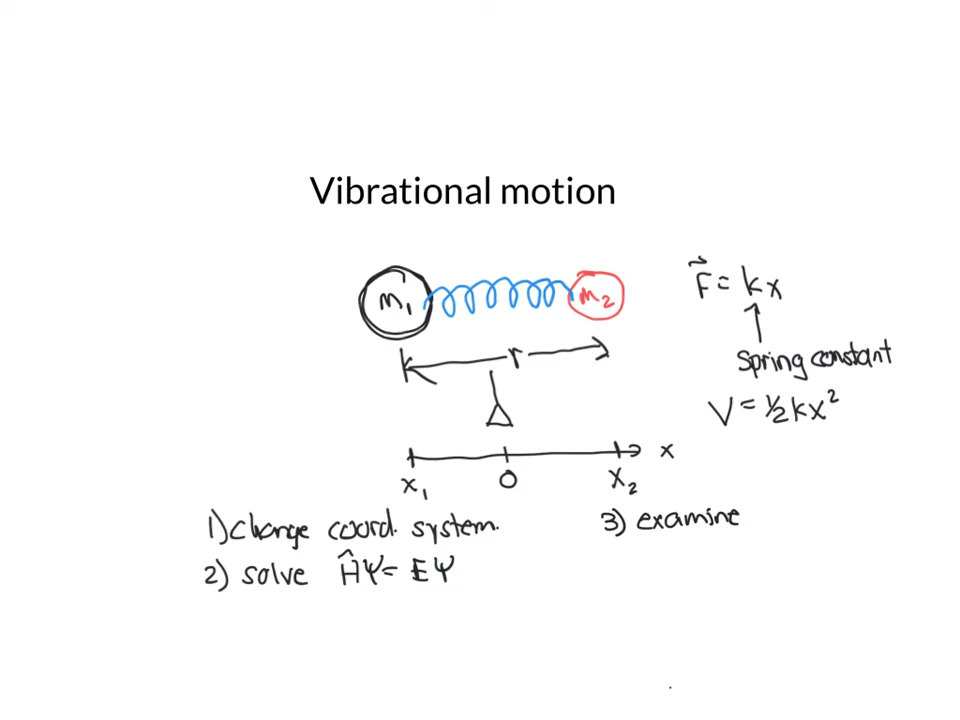 Vibrational motion
m₁ m₂
F⃗ = kx
r
Spring constant
V = ½kx²
x
x₁ 0 x₂
1) change coord. system.
3) examine
2) solve ĤΨ = EΨ